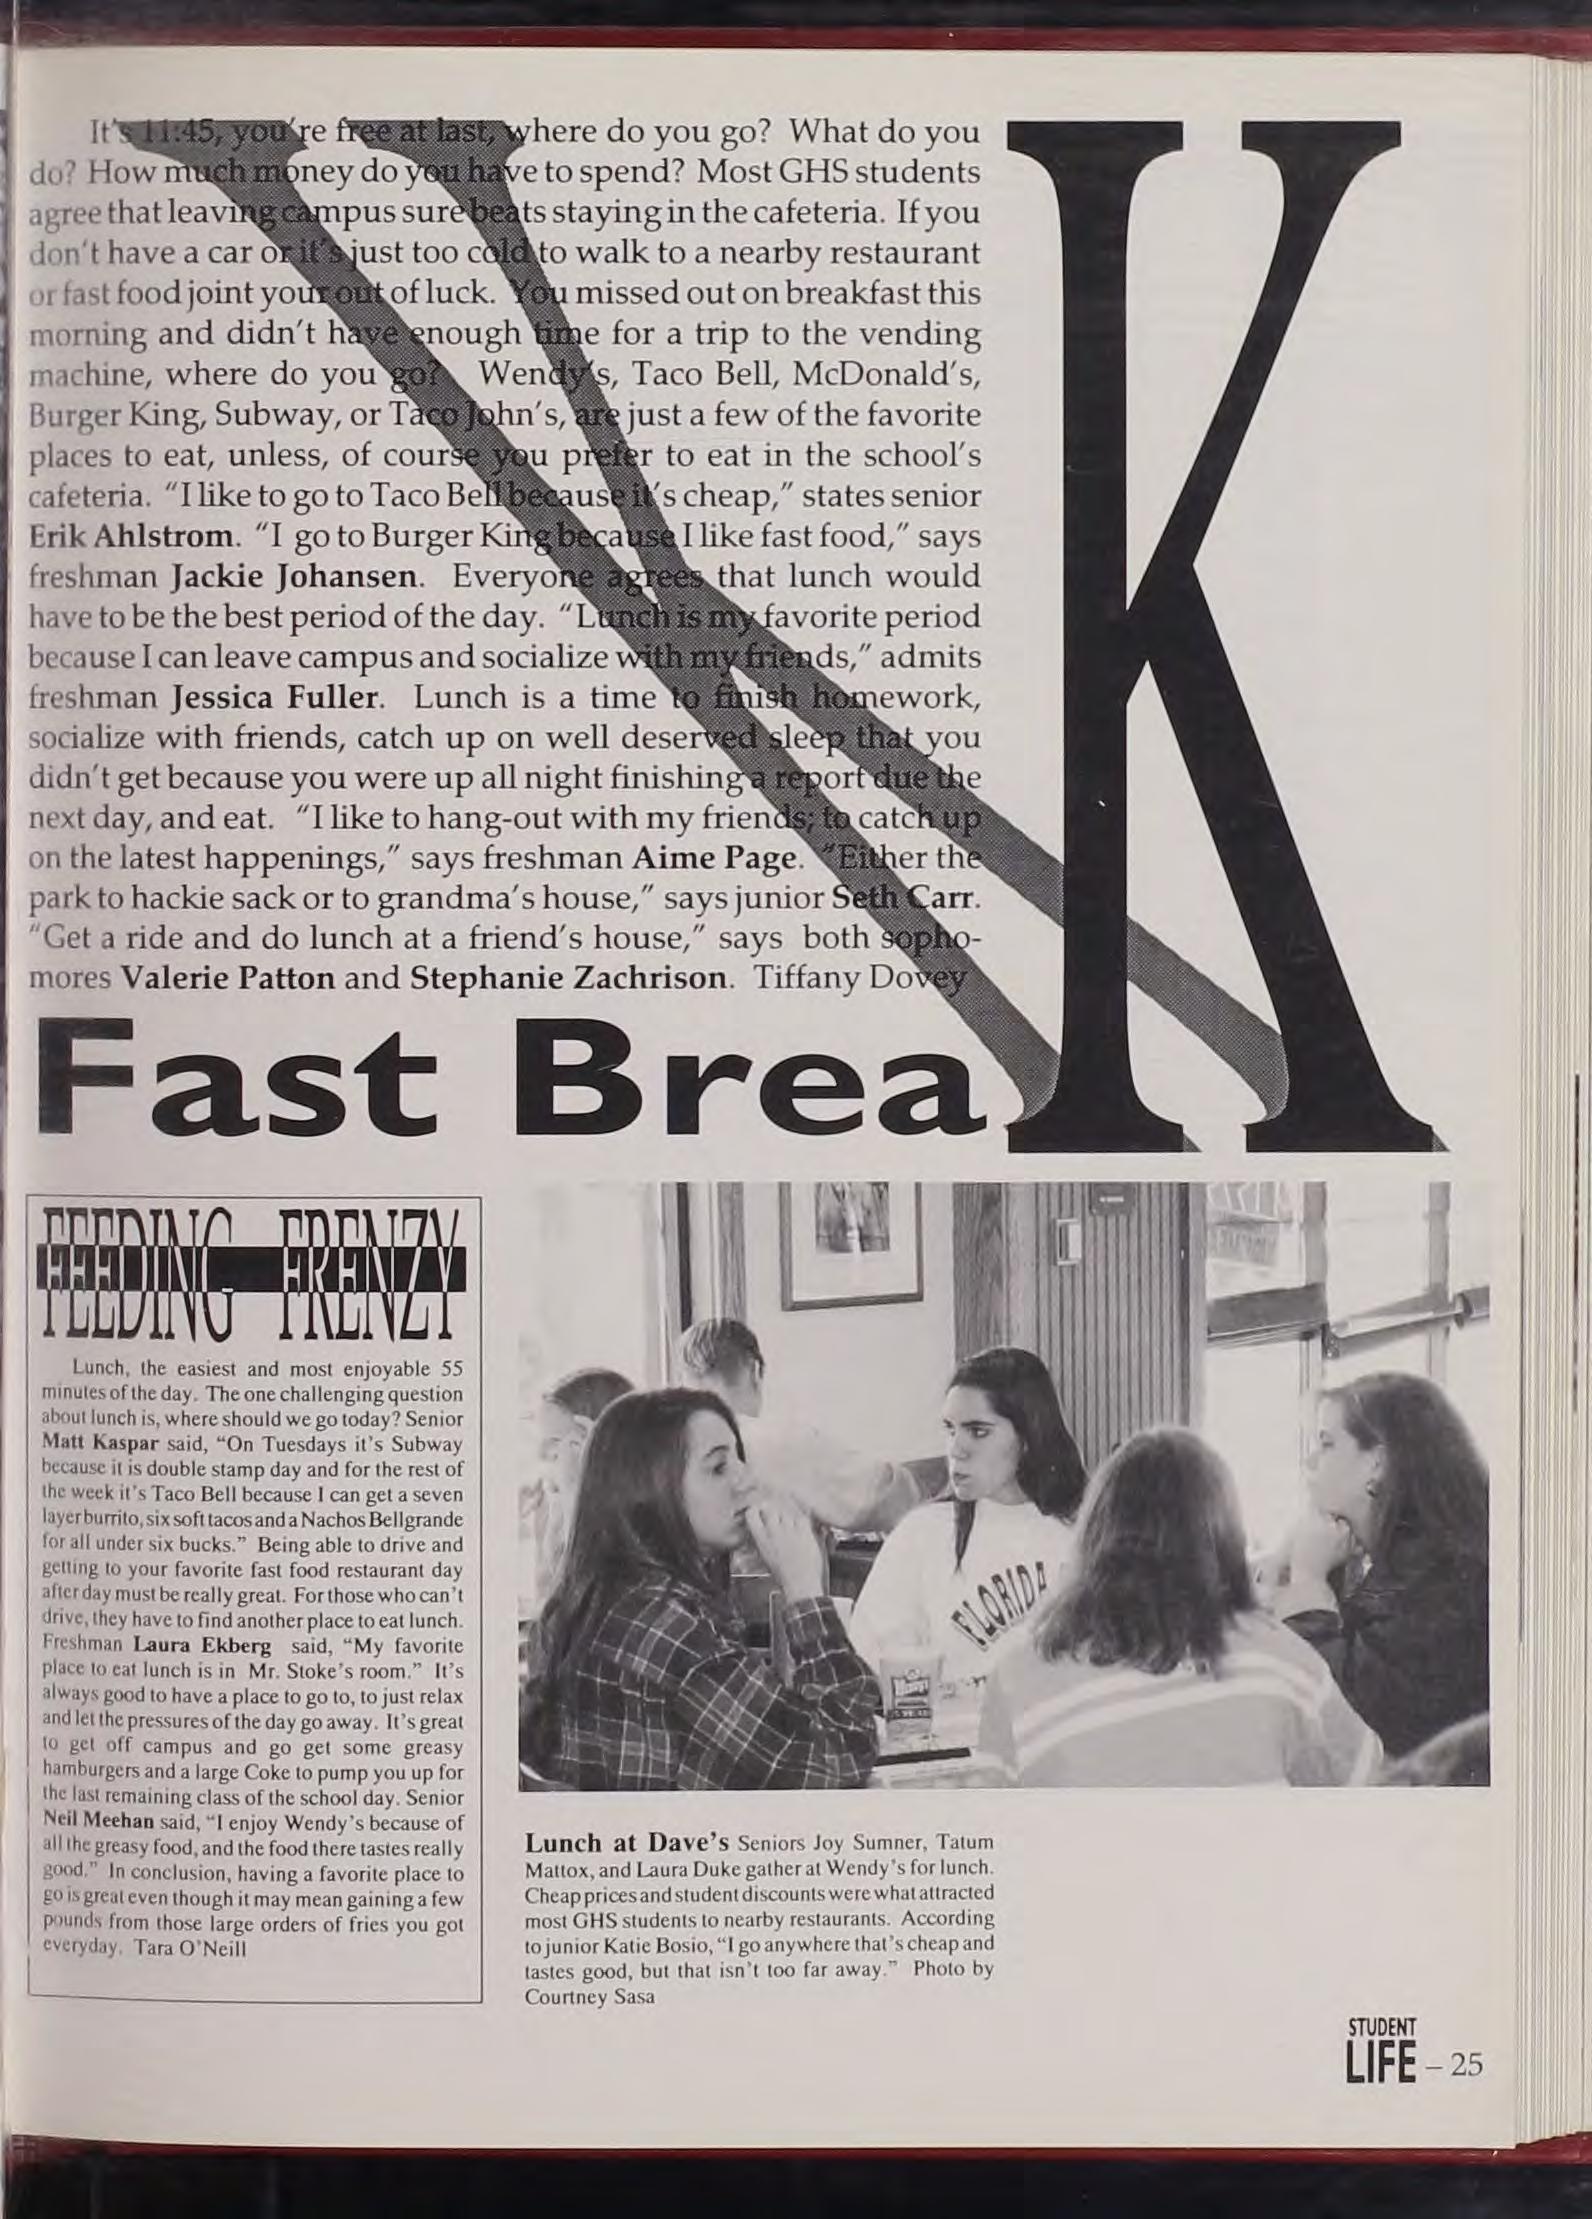 It's 11:45, you're free at last, where do you go? What do you
do? How much money do you have to spend? Most GHS students
agree that leaving campus sure beats staying in the cafeteria. If you
don't have a car or it's just too cold to walk to a nearby restaurant
or fast food joint your out of luck. You missed out on breakfast this
morning and didn't have enough time for a trip to the vending
machine, where do you go? Wendy's, Taco Bell, McDonald's,
Burger King, Subway, or Taco John's, are just a few of the favorite
places to eat, unless, of course you prefer to eat in the school's
cafeteria. "I like to go to Taco Bell because it's cheap," states senior
Erik Ahlstrom. "I go to Burger King because I like fast food," says
freshman Jackie Johansen. Everyone agrees that lunch would
have to be the best period of the day. "Lunch is my favorite period
because I can leave campus and socialize with my friends," admits
freshman Jessica Fuller. Lunch is a time to finish homework,
socialize with friends, catch up on well deserved sleep that you
didn't get because you were up all night finishing a report due the
next day, and eat. "I like to hang-out with my friends; to catch up
on the latest happenings," says freshman Aime Page. "Either the
park to hackie sack or to grandma's house," says junior Seth Carr.
"Get a ride and do lunch at a friend's house," says both sopho-
mores Valerie Patton and Stephanie Zachrison. Tiffany Dovey
Fast BreaK
FEEDING FRENZY
Lunch, the easiest and most enjoyable 55
minutes of the day. The one challenging question
about lunch is, where should we go today? Senior
Matt Kaspar said, "On Tuesdays it's Subway
because it is double stamp day and for the rest of
the week it's Taco Bell because I can get a seven
layer burrito, six soft tacos and a Nachos Bellgrande
for all under six bucks." Being able to drive and
getting to your favorite fast food restaurant day
after day must be really great. For those who can't
drive, they have to find another place to eat lunch.
Freshman Laura Ekberg said, "My favorite
place to eat lunch is in Mr. Stoke's room." It's
always good to have a place to go to, to just relax
and let the pressures of the day go away. It's great
to get off campus and go get some greasy
hamburgers and a large Coke to pump you up for
the last remaining class of the school day. Senior
Neil Meehan said, "I enjoy Wendy's because of
all the greasy food, and the food there tastes really
good." In conclusion, having a favorite place to
go is great even though it may mean gaining a few
pounds from those large orders of fries you got
everyday. Tara O'Neill
FLORIDA
Lunch at Dave's Seniors Joy Sumner, Tatum
Mattox, and Laura Duke gather at Wendy's for lunch.
Cheap prices and student discounts were what attracted
most GHS students to nearby restaurants. According
to junior Katie Bosio, "I go anywhere that's cheap and
tastes good, but that isn't too far away." Photo by
Courtney Sasa
STUDENT
LIFE – 25